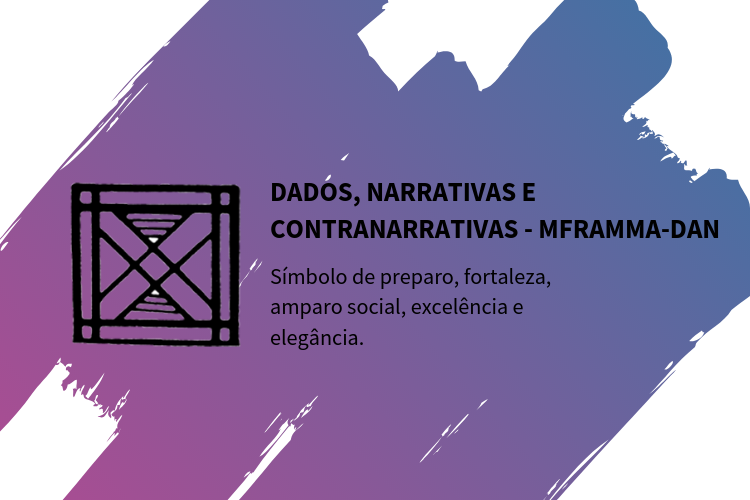 DADOS, NARRATIVAS E
CONTRANARRATIVAS - MFRAMMA-DAN
Símbolo de preparo, fortaleza,
amparo social, excelência e
elegância.